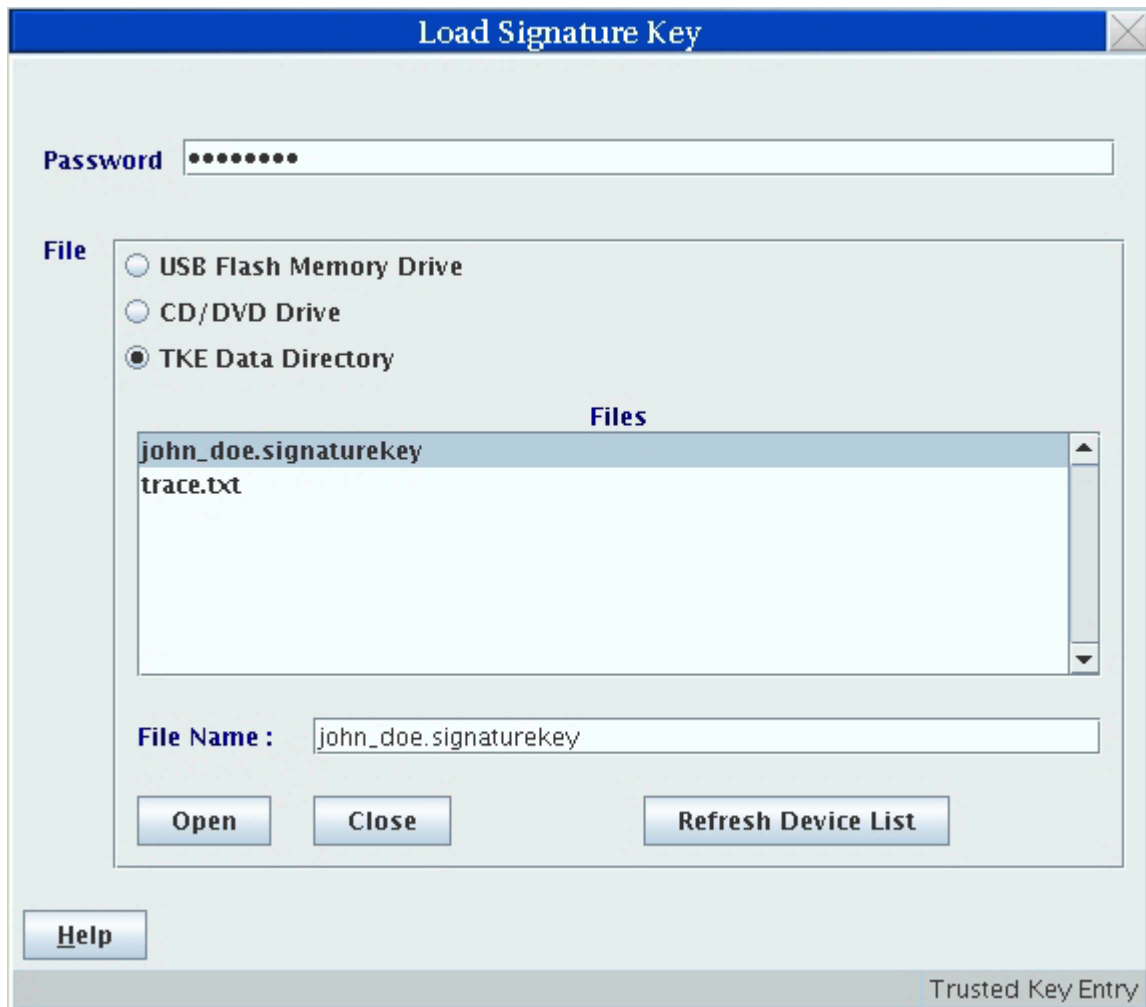 Load Signature Key
Password ••••••••
File
USB Flash Memory Drive
CD/DVD Drive
TKE Data Directory
Files
john_doe.signaturekey
trace.txt
File Name : john_doe.signaturekey
Open Close Refresh Device List
Help
Trusted Key Entry